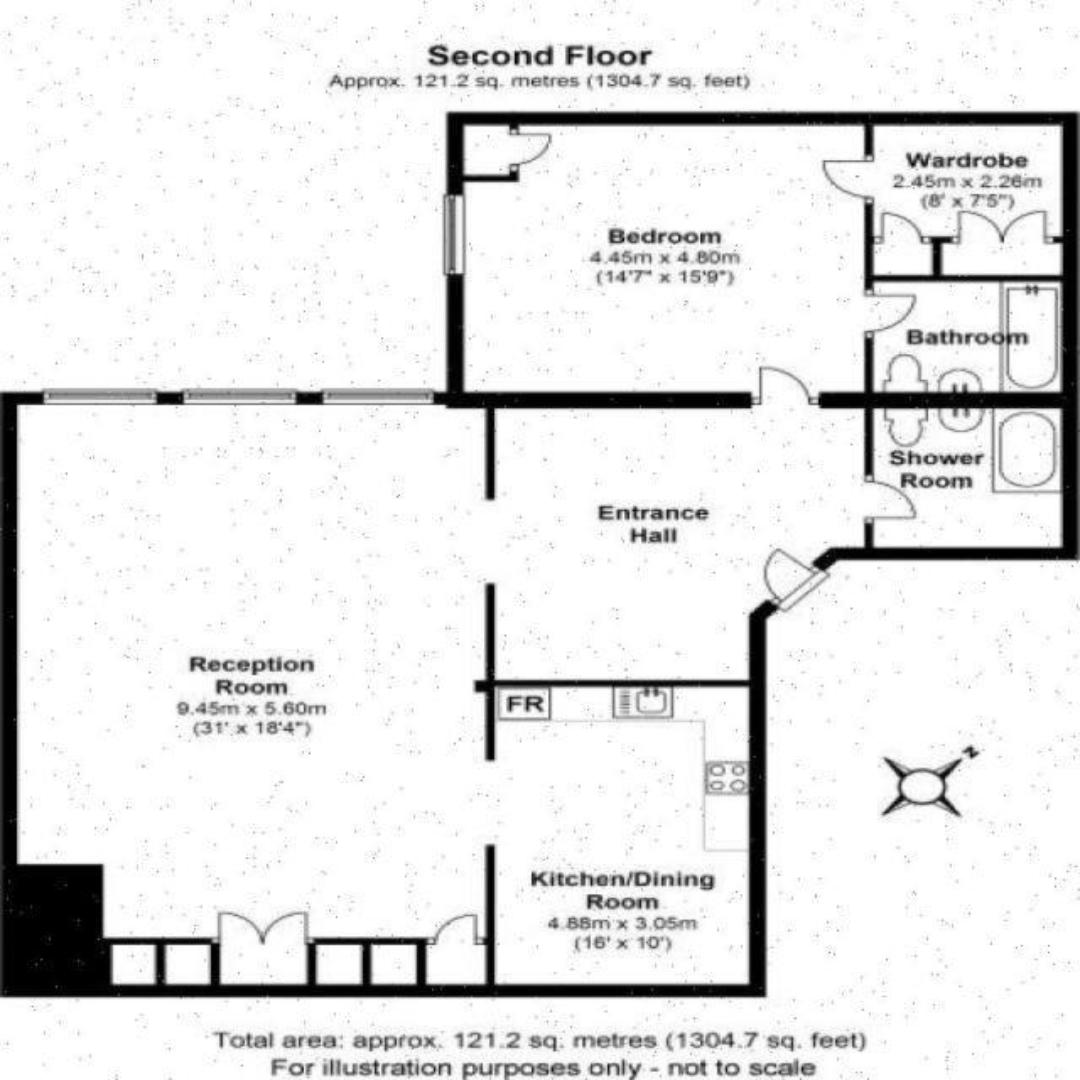 Second Floor
Approx. 121.2 sq. metres (1304.7 sq. feet)
Wardrobe
2.45m x 2.26m
(8' x 7'5")
Bedroom
4.45m x 4.80m
(14'7" x 15'9")
Bathroom
Shower
Room
Entrance
Hall
Reception
Room
9.45m x 5.60m
(31' x 18'4")
FR
N
Kitchen/Dining
Room
4.88m x 3.05m
(16' x 10')
Total area: approx. 121.2 sq. metres (1304.7 sq. feet)
For illustration purposes only - not to scale